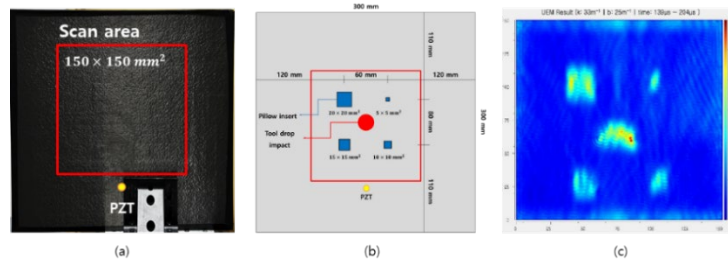 Scan area
150 × 150 mm²
PZT
(a)
300 mm
110 mm
120 mm
60 mm
120 mm
Pillow insert
20 × 20 mm²
5 × 5 mm²
80 mm
300 mm
Tool drop
impact
15 × 15 mm²
10 × 10 mm²
110 mm
PZT
(b)
(c)